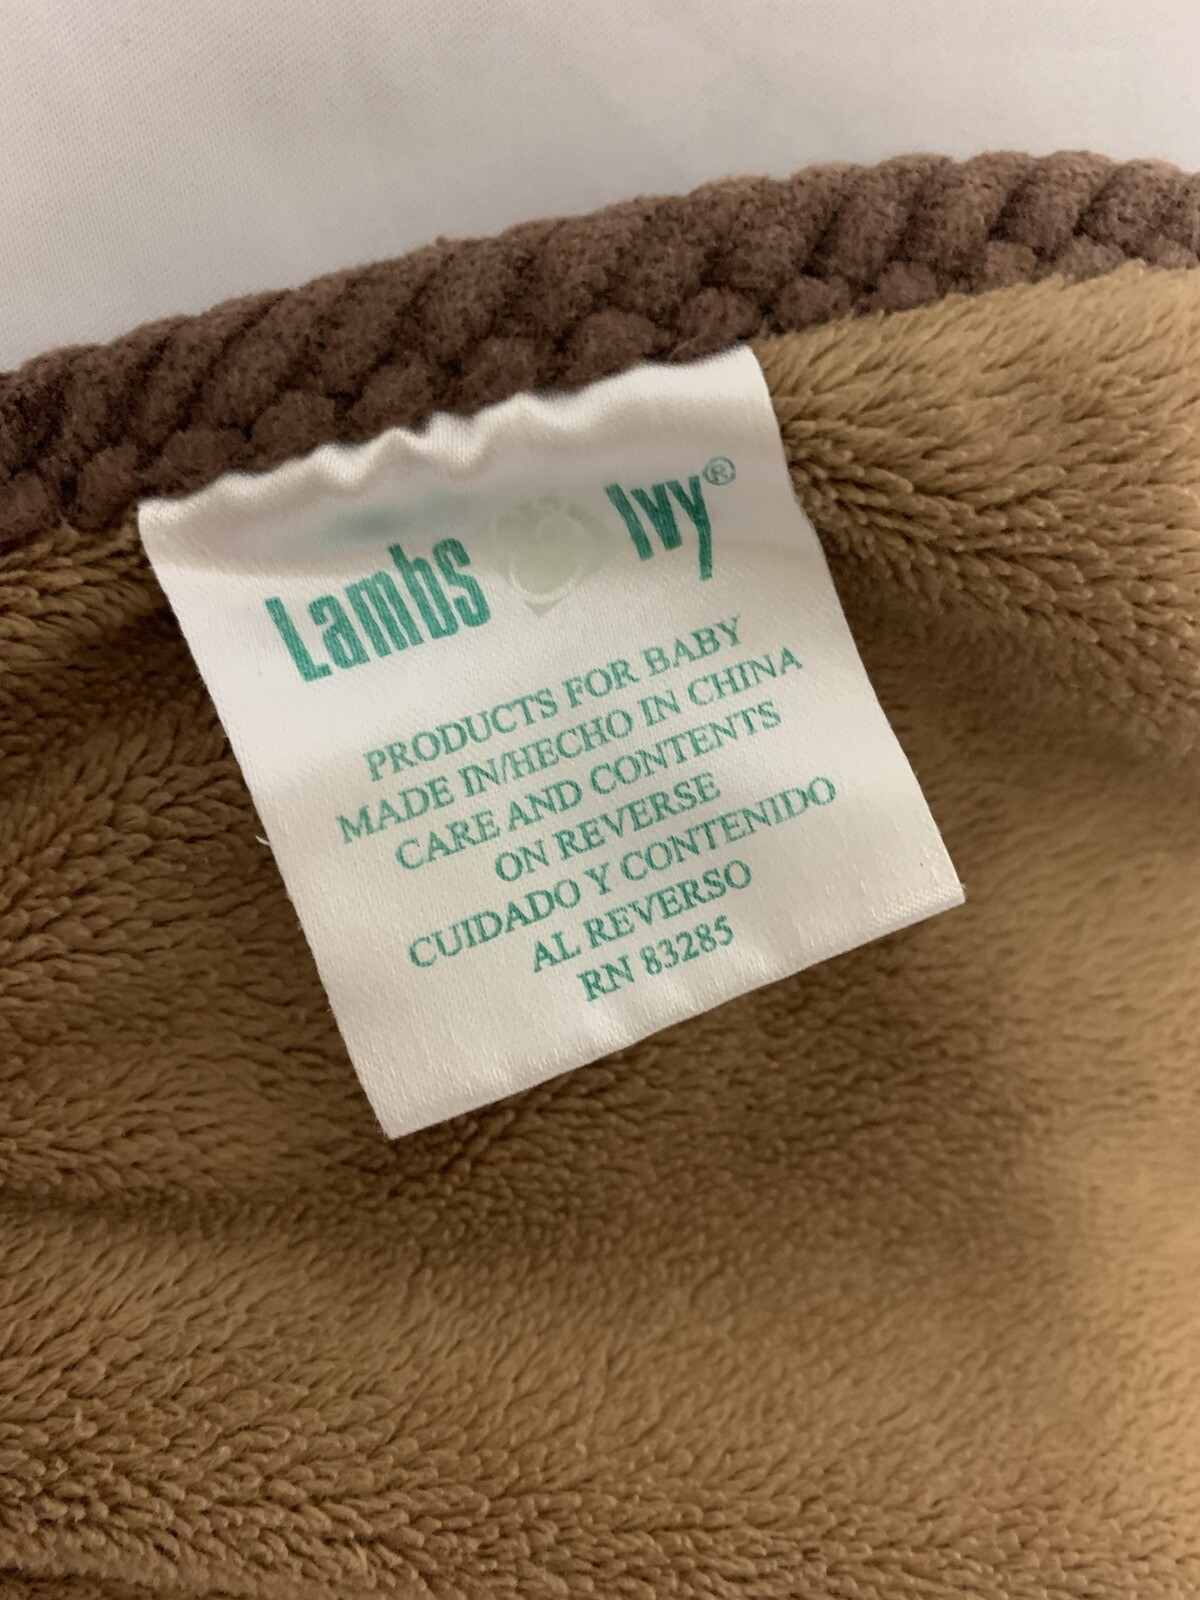 Lambs Ivy®
PRODUCTS FOR BABY
MADE IN/HECHO IN CHINA
CARE AND CONTENTS
ON REVERSE
CUIDADO Y CONTENIDO
AL REVERSO
RN 83285